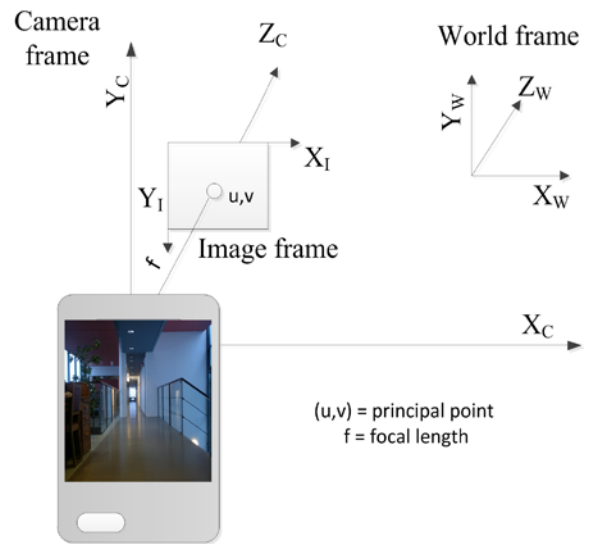 Camera
frame
Z_C
World frame
Y_C
Y_W
Z_W
X_I
X_W
Y_I
u,v
f
Image frame
X_C
(u,v) = principal point
f = focal length